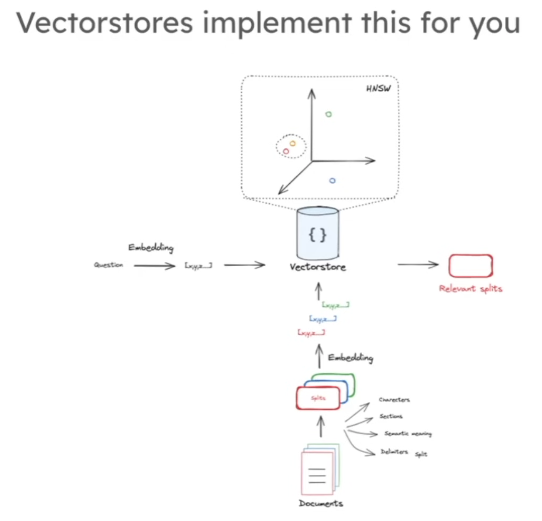 Vectorstores implement this for you
HNSW
{ }
Embedding
Question
[x,y,z...]
Vectorstore
Relevant splits
[x,y,z...]
[x,y,z...]
[x,y,z...]
Embedding
Splits
Characters
Sections
Semantic meaning
Delimiters Split
Documents